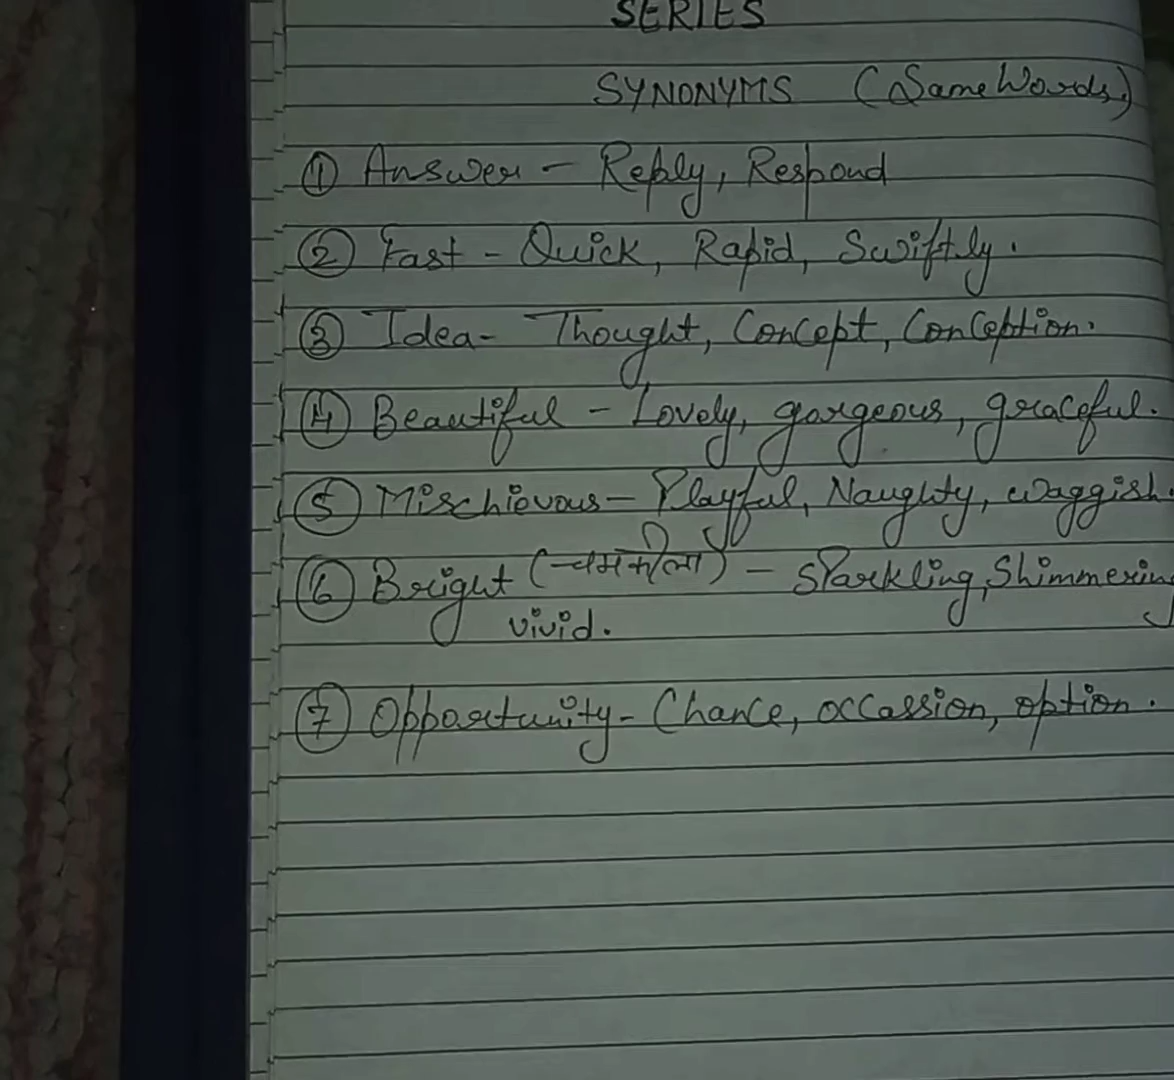 SERIES
SYNONYMS (Same Words)
① Answer - Reply, Respond
② Fast - Quick, Rapid, Swiftly.
③ Idea - Thought, Concept, Conception.
④ Beautiful - Lovely, gorgeous, graceful.
⑤ Mischievous - Playful, Naughty, waggish.
⑥ Bright (चमकीला) - Sparkling, Shimmering
vivid.
⑦ Opportunity - Chance, occassion, option.